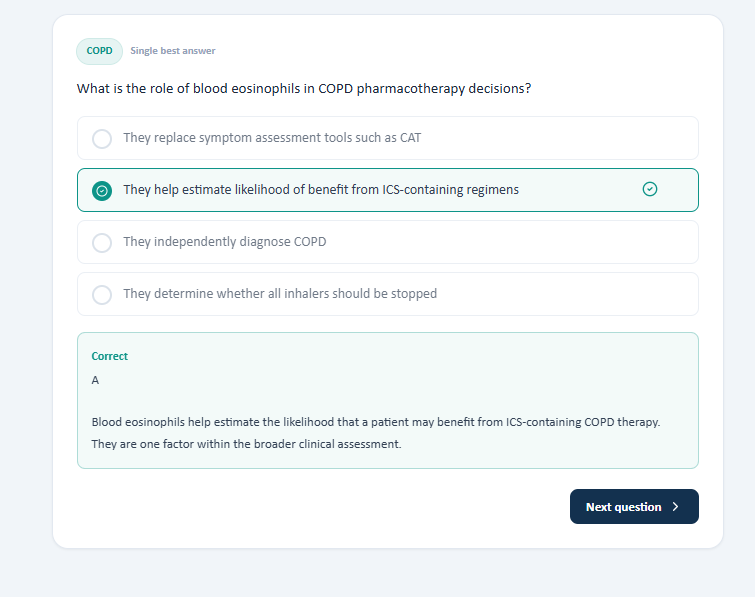 COPD Single best answer
What is the role of blood eosinophils in COPD pharmacotherapy decisions?
They replace symptom assessment tools such as CAT
They help estimate likelihood of benefit from ICS-containing regimens
They independently diagnose COPD
They determine whether all inhalers should be stopped
Correct
A
Blood eosinophils help estimate the likelihood that a patient may benefit from ICS-containing COPD therapy.
They are one factor within the broader clinical assessment.
Next question